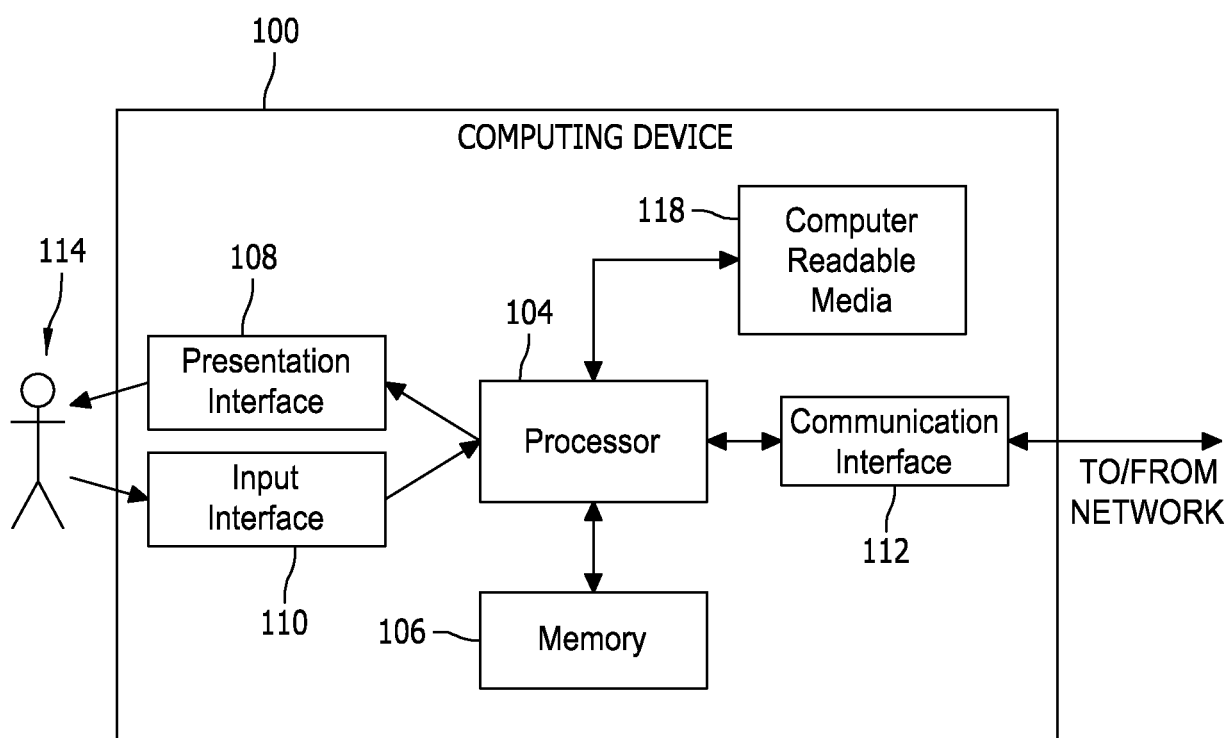 100
COMPUTING DEVICE
118
Computer
Readable
Media
114
108
104
Presentation
Interface
Processor
Communication
Interface
TO/FROM
NETWORK
112
Input
Interface
110
106
Memory